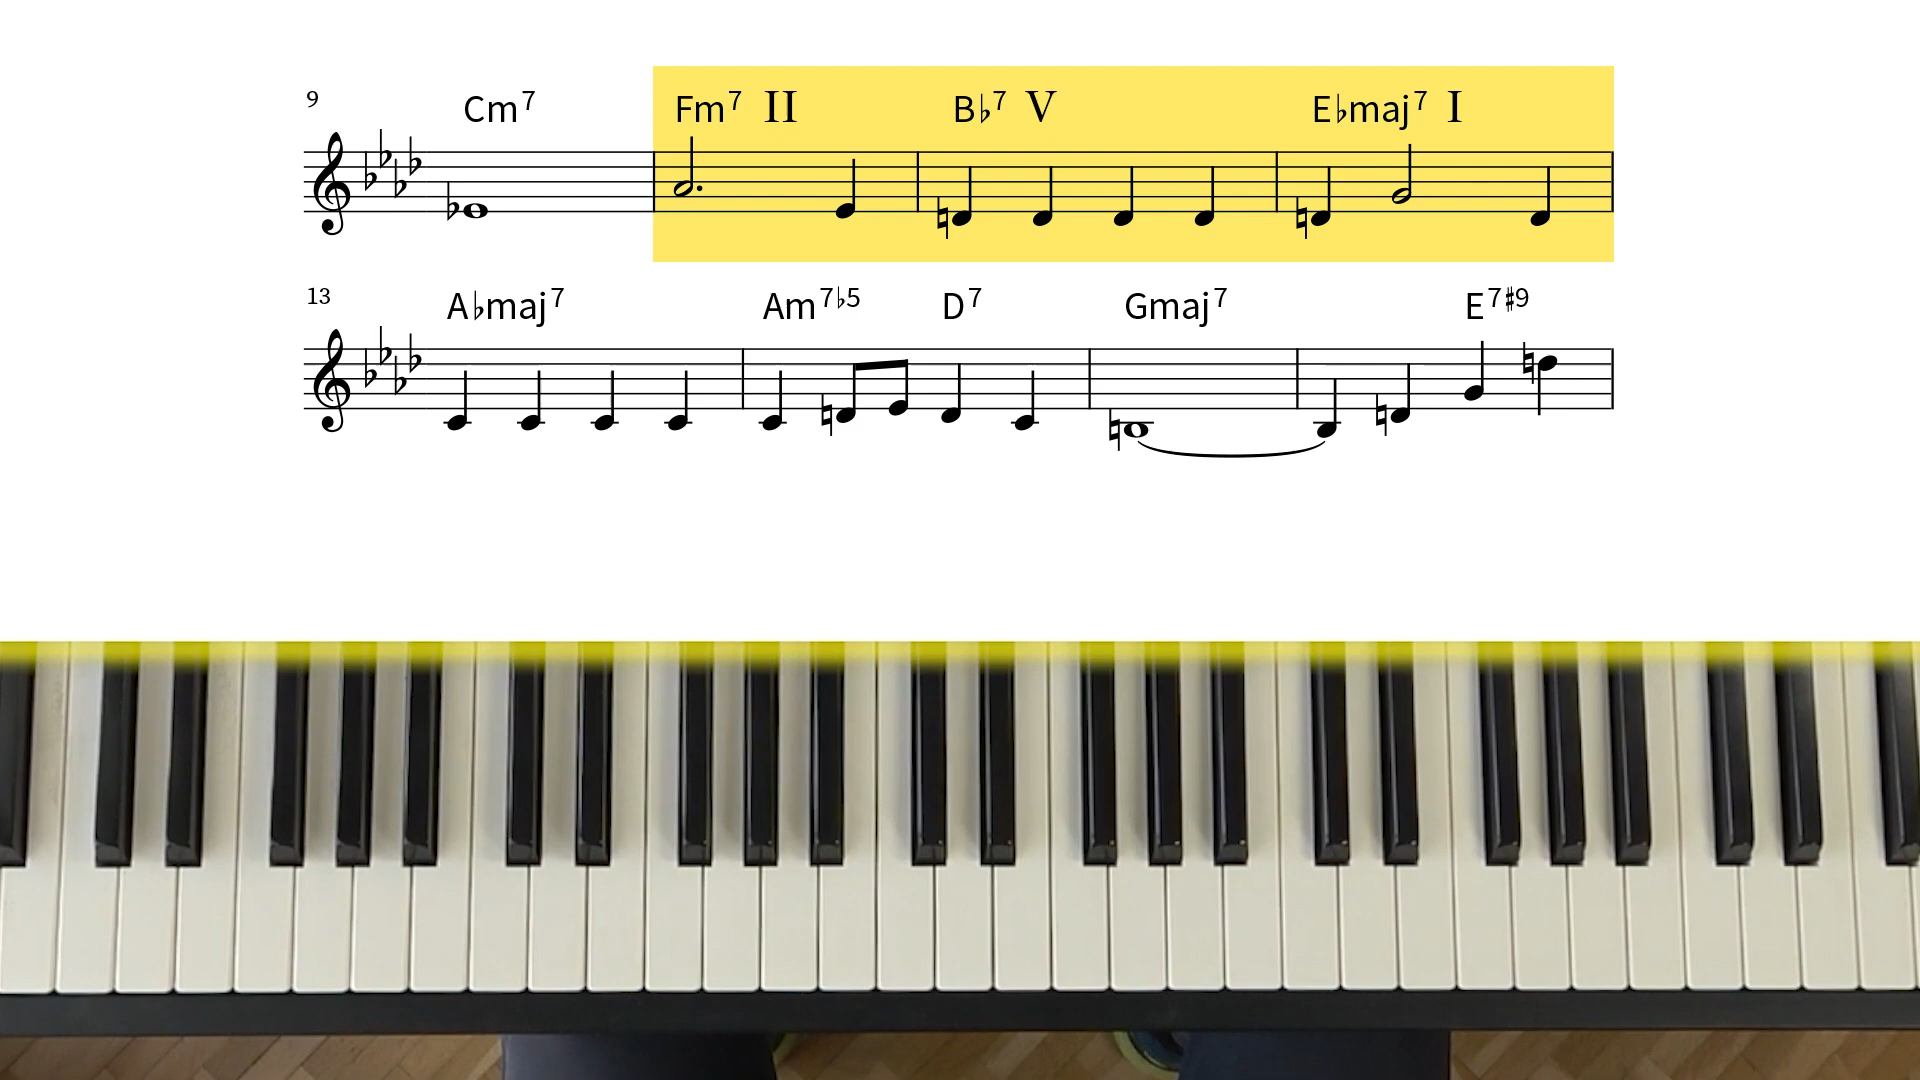 9 Cm7 Fm7 II B♭7 V E♭maj7 I
13 A♭maj7 Am7♭5 D7 Gmaj7 E7♯9